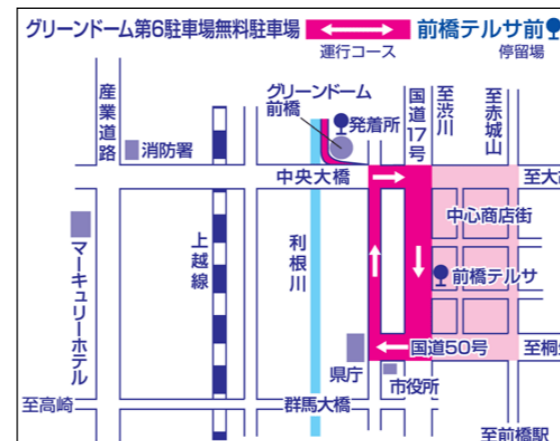 グリーンドーム第6駐車場無料駐車場
運行コース
前橋テルサ前
停留場
産業道路
消防署
グリーンドーム
前橋
発着所
国道17号
至渋川
至赤城山
中央大橋
至大
中心商店街
マーキュリーホテル
上越線
利根川
前橋テルサ
国道50号
至桐
県庁
市役所
至高崎
群馬大橋
至前橋駅